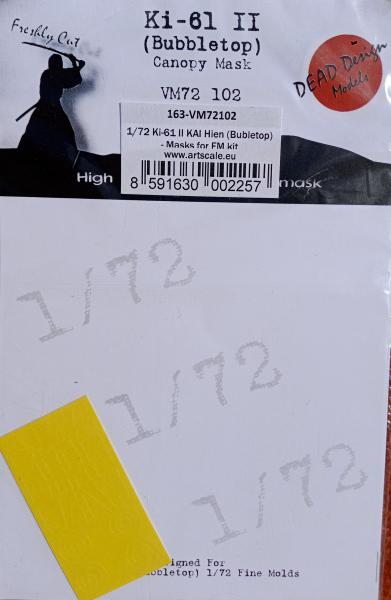 Freshly Cut
Ki-61 II
(Bubbletop)
Canopy Mask
VM72 102
DEAD Design
Models
163-VM72102
1/72 Ki-61 II KAI Hien (Bubletop)
- Masks for FM kit
www.artscale.eu
8 591630 002257
High
mask
1/72
1/72
1/72
For
1/72 Fine Molds